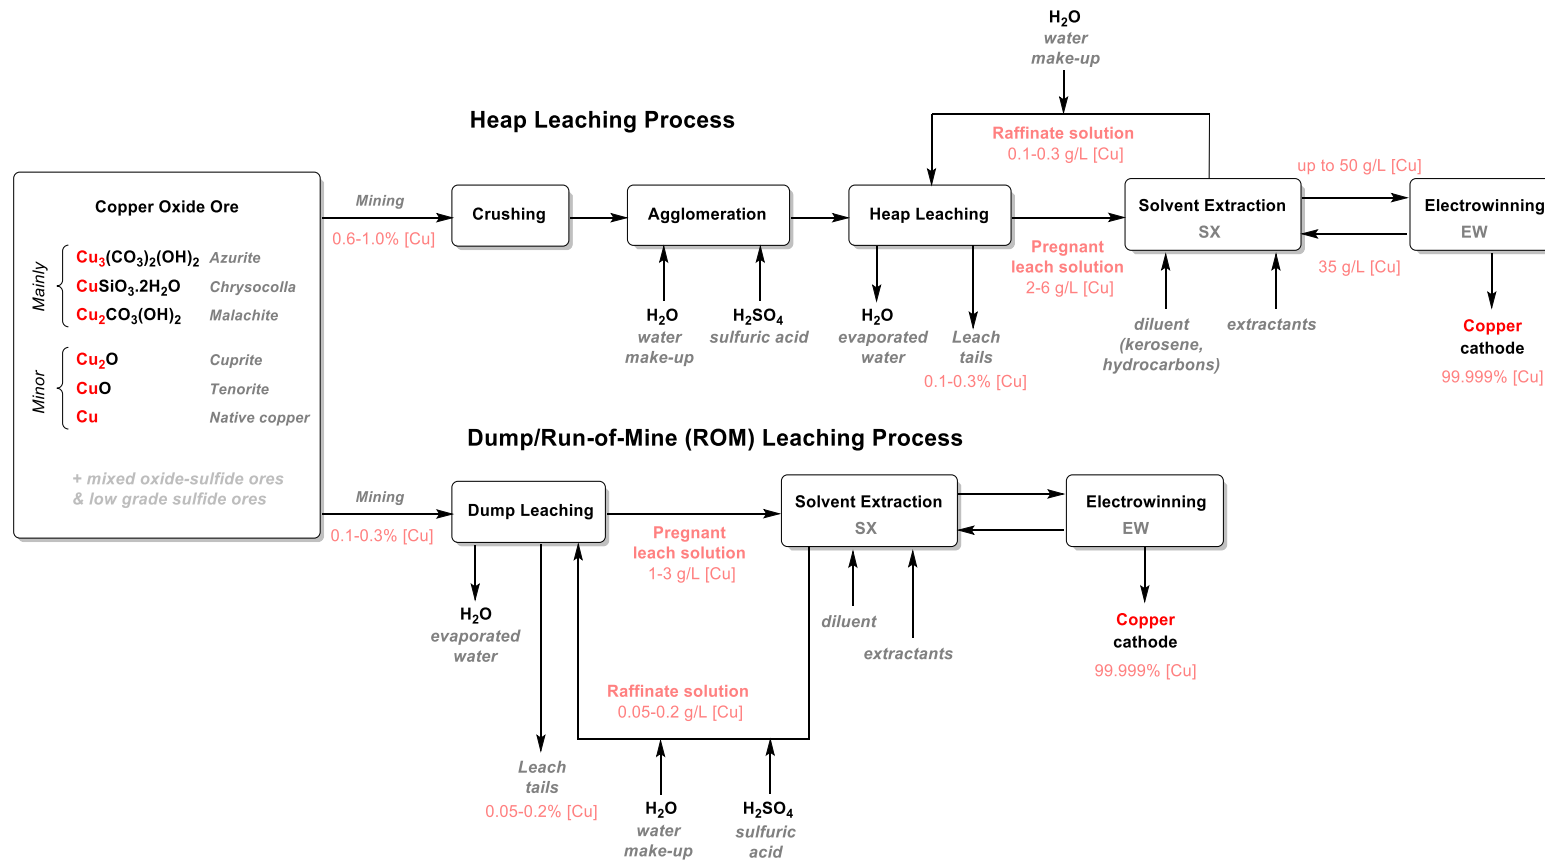 H2O
water
make-up
Heap Leaching Process
Raffinate solution
0.1-0.3 g/L [Cu]
up to 50 g/L [Cu]
Copper Oxide Ore
Mining
0.6-1.0% [Cu]
Crushing
Agglomeration
Heap Leaching
Pregnant
leach solution
2-6 g/L [Cu]
Solvent Extraction
SX
35 g/L [Cu]
Electrowinning
EW
Mainly
Cu3(CO3)2(OH)2 Azurite
CuSiO3.2H2O Chrysocolla
Cu2CO3(OH)2 Malachite
Minor
Cu2O Cuprite
CuO Tenorite
Cu Native copper
+ mixed oxide-sulfide ores
& low grade sulfide ores
H2O
water
make-up
H2SO4
sulfuric acid
H2O
evaporated
water
Leach
tails
0.1-0.3% [Cu]
diluent
(kerosene,
hydrocarbons)
extractants
Copper
cathode
99.999% [Cu]
Dump/Run-of-Mine (ROM) Leaching Process
Mining
0.1-0.3% [Cu]
Dump Leaching
Pregnant
leach solution
1-3 g/L [Cu]
Solvent Extraction
SX
Electrowinning
EW
H2O
evaporated
water
Leach
tails
0.05-0.2% [Cu]
Raffinate solution
0.05-0.2 g/L [Cu]
H2O
water
make-up
H2SO4
sulfuric
acid
diluent
extractants
Copper
cathode
99.999% [Cu]